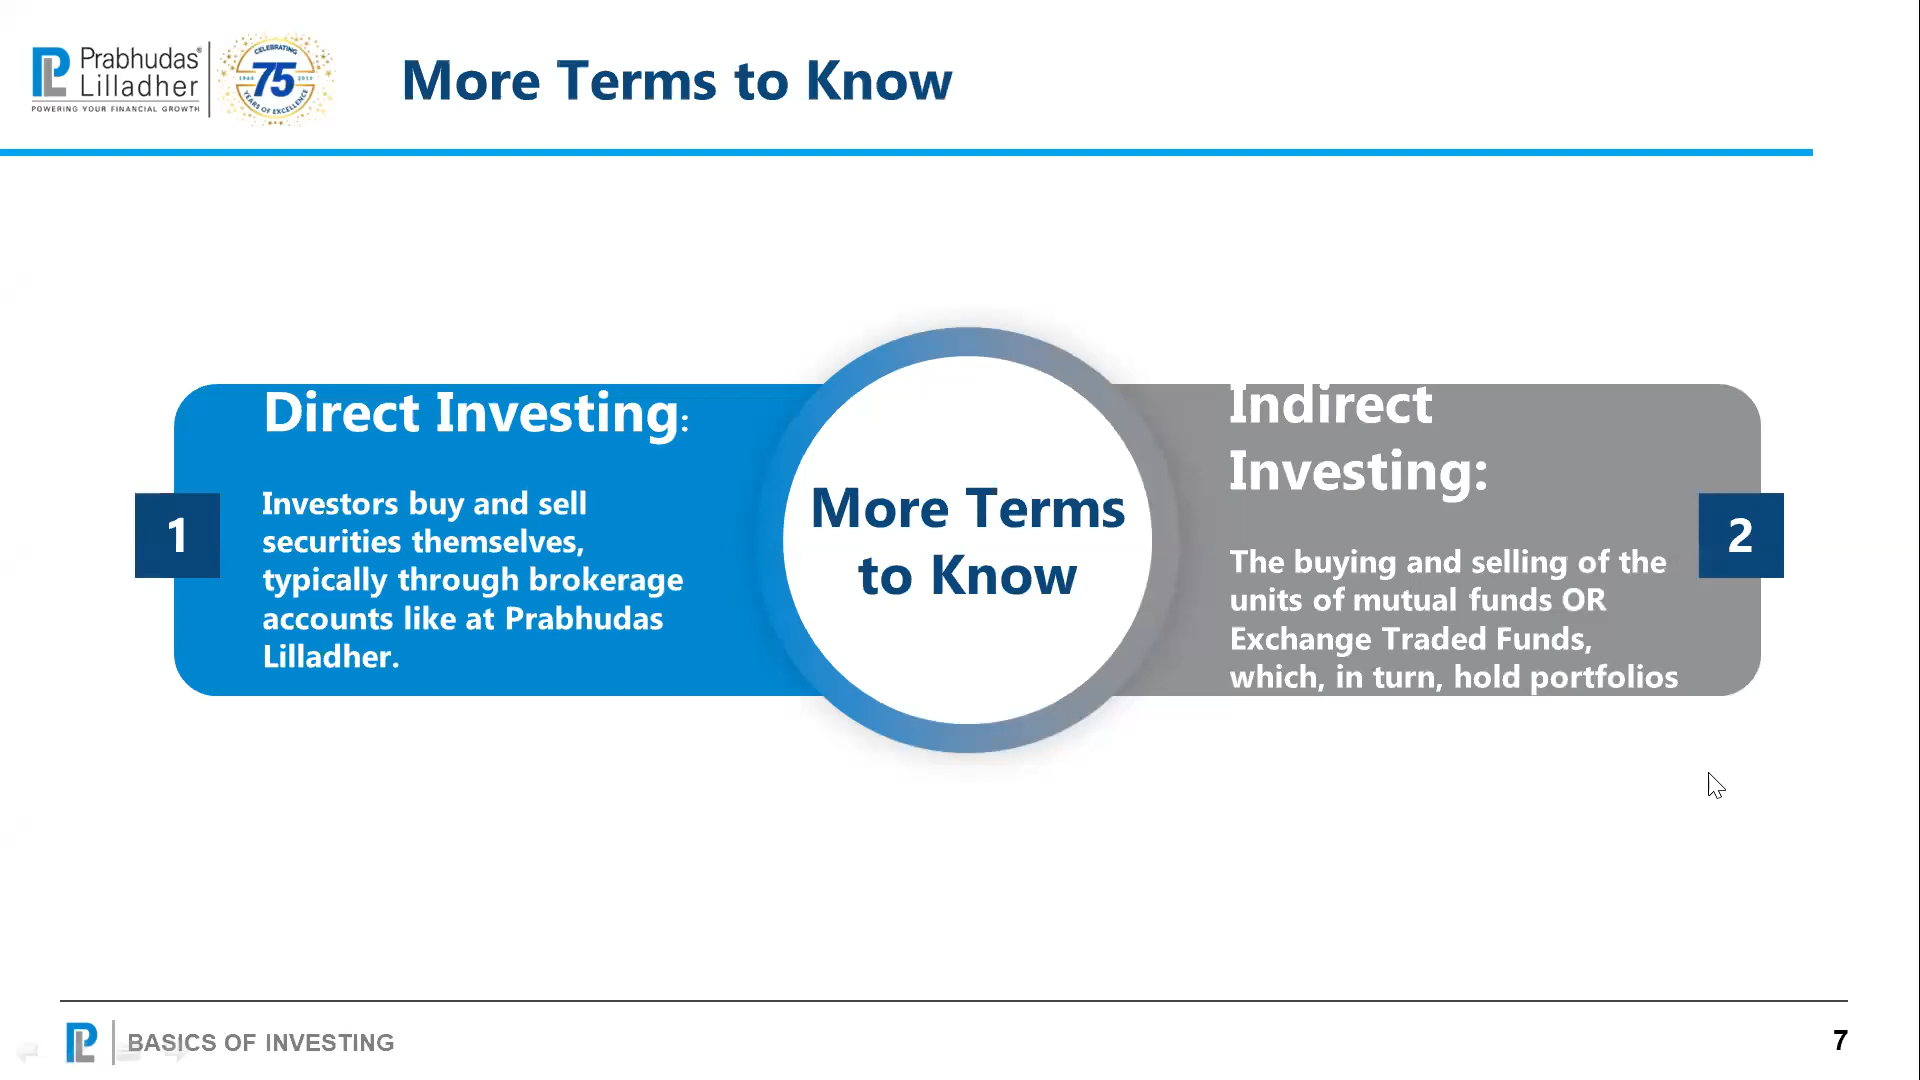 Prabhudas®
Lilladher
POWERING YOUR FINANCIAL GROWTH
CELEBRATING
75
YEARS OF EXCELLENCE
More Terms to Know
1
Direct Investing:
Investors buy and sell
securities themselves,
typically through brokerage
accounts like at Prabhudas
Lilladher.
More Terms
to Know
Indirect
Investing:
The buying and selling of the
units of mutual funds OR
Exchange Traded Funds,
which, in turn, hold portfolios
2
BASICS OF INVESTING
7